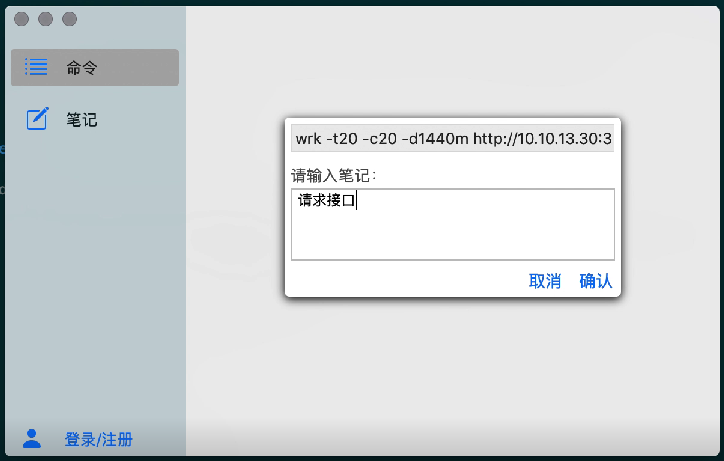 命令
笔记
wrk -t20 -c20 -d1440m http://10.10.13.30:3
请输入笔记：
请求接口
取消 确认
登录/注册